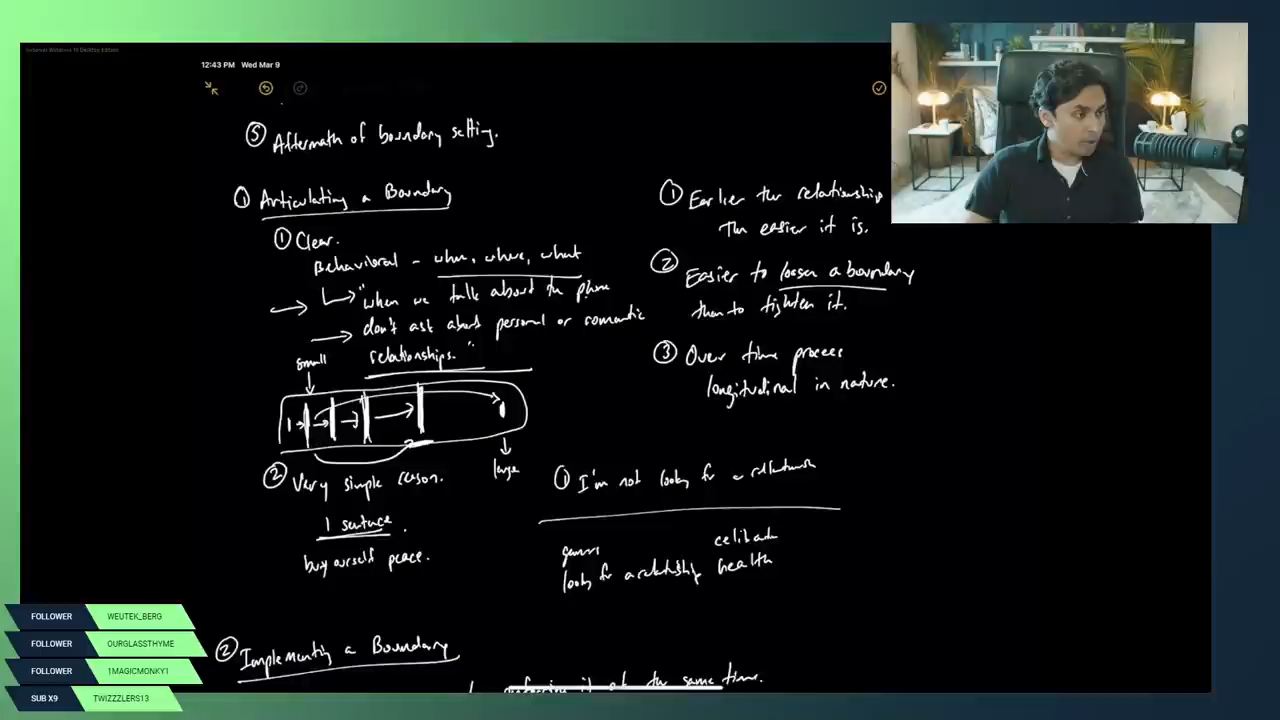 12:43 PM Wed Mar 9
⑤ Aftermath of boundary setting.
① Articulating a Boundary
① Clear.
Behavioral - when, where, what
"when we talk about the phone
don't ask about personal or romantic
relationships."
small
large
② Very simple reason.
1 sentence.
buy ourself peace.
① Earlier the relationship
The easier it is.
② Easier to loosen a boundary
than to tighten it.
③ Over time process
longitudinal in nature.
① I'm not looking for a relationship
looking for a relationship
health
② Implementing a Boundary
it at the same time.
FOLLOWER WEUTEK_BERG
FOLLOWER OURGLASSTHYME
FOLLOWER 1MAGICMONKY1
SUB X9 TWIZZZLERS13